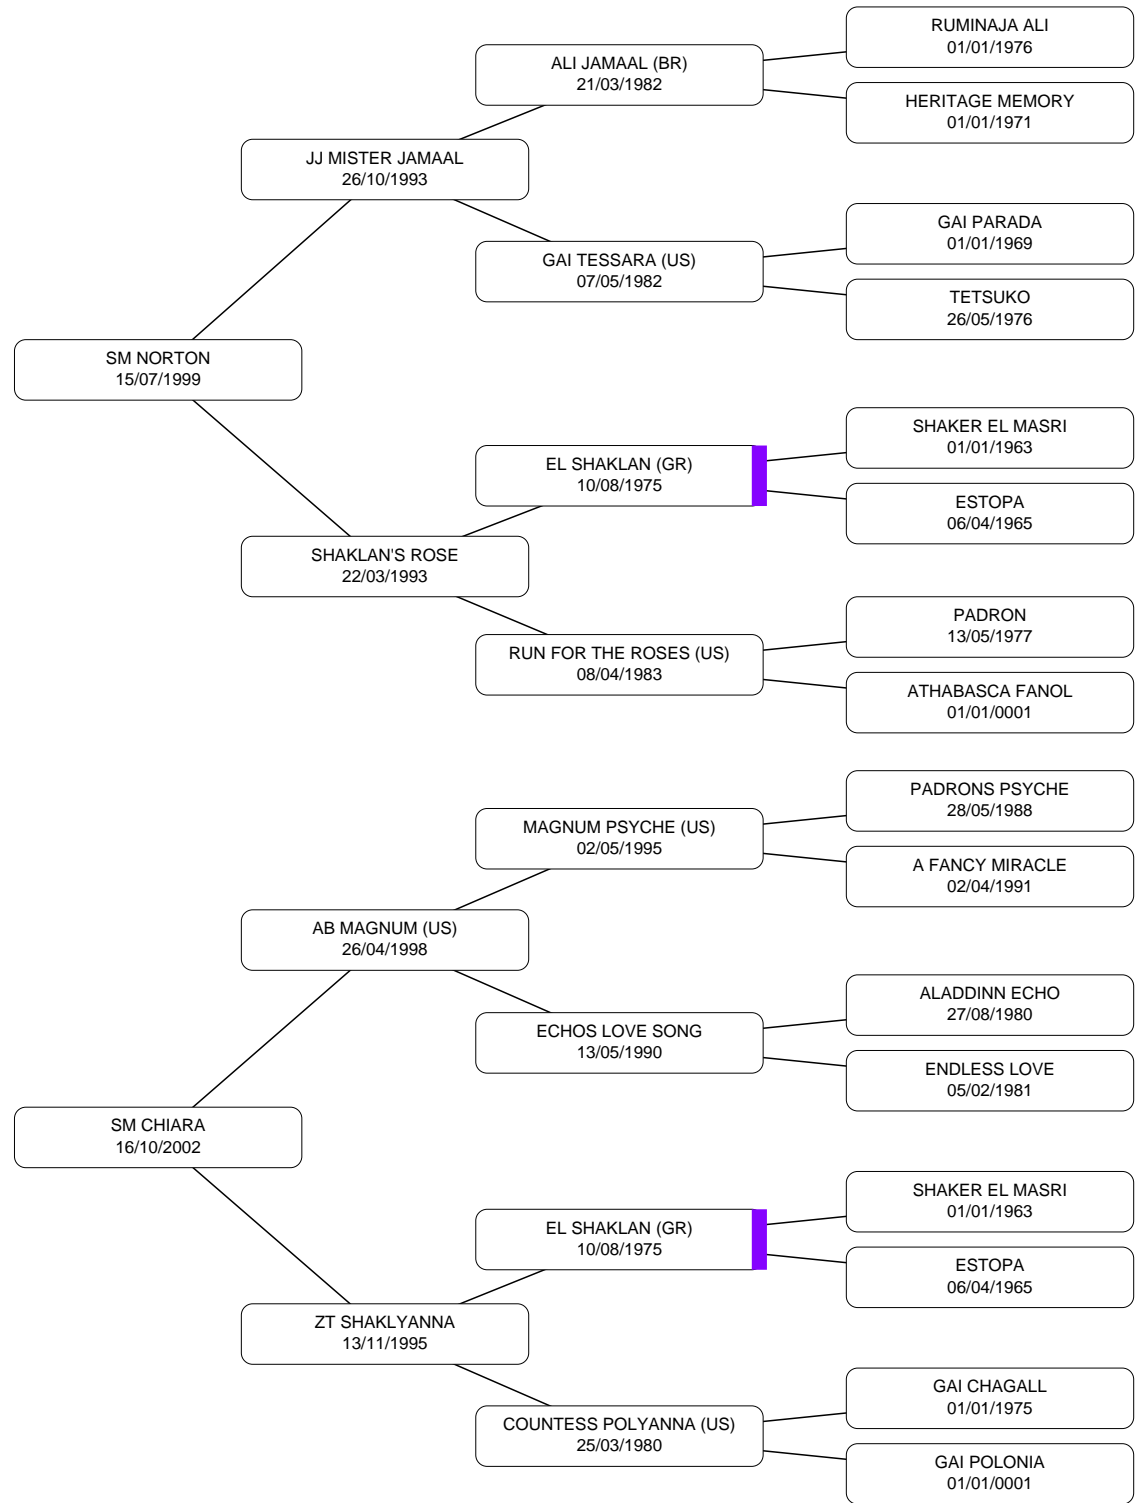 RUMINAJA ALI
01/01/1976
ALI JAMAAL (BR)
21/03/1982
HERITAGE MEMORY
01/01/1971
JJ MISTER JAMAAL
26/10/1993
GAI PARADA
01/01/1969
GAI TESSARA (US)
07/05/1982
TETSUKO
26/05/1976
SM NORTON
15/07/1999
SHAKER EL MASRI
01/01/1963
EL SHAKLAN (GR)
10/08/1975
ESTOPA
06/04/1965
SHAKLAN'S ROSE
22/03/1993
PADRON
13/05/1977
RUN FOR THE ROSES (US)
08/04/1983
ATHABASCA FANOL
01/01/0001
PADRONS PSYCHE
28/05/1988
MAGNUM PSYCHE (US)
02/05/1995
A FANCY MIRACLE
02/04/1991
AB MAGNUM (US)
26/04/1998
ALADDINN ECHO
27/08/1980
ECHOS LOVE SONG
13/05/1990
ENDLESS LOVE
05/02/1981
SM CHIARA
16/10/2002
SHAKER EL MASRI
01/01/1963
EL SHAKLAN (GR)
10/08/1975
ESTOPA
06/04/1965
ZT SHAKLYANNA
13/11/1995
GAI CHAGALL
01/01/1975
COUNTESS POLYANNA (US)
25/03/1980
GAI POLONIA
01/01/0001